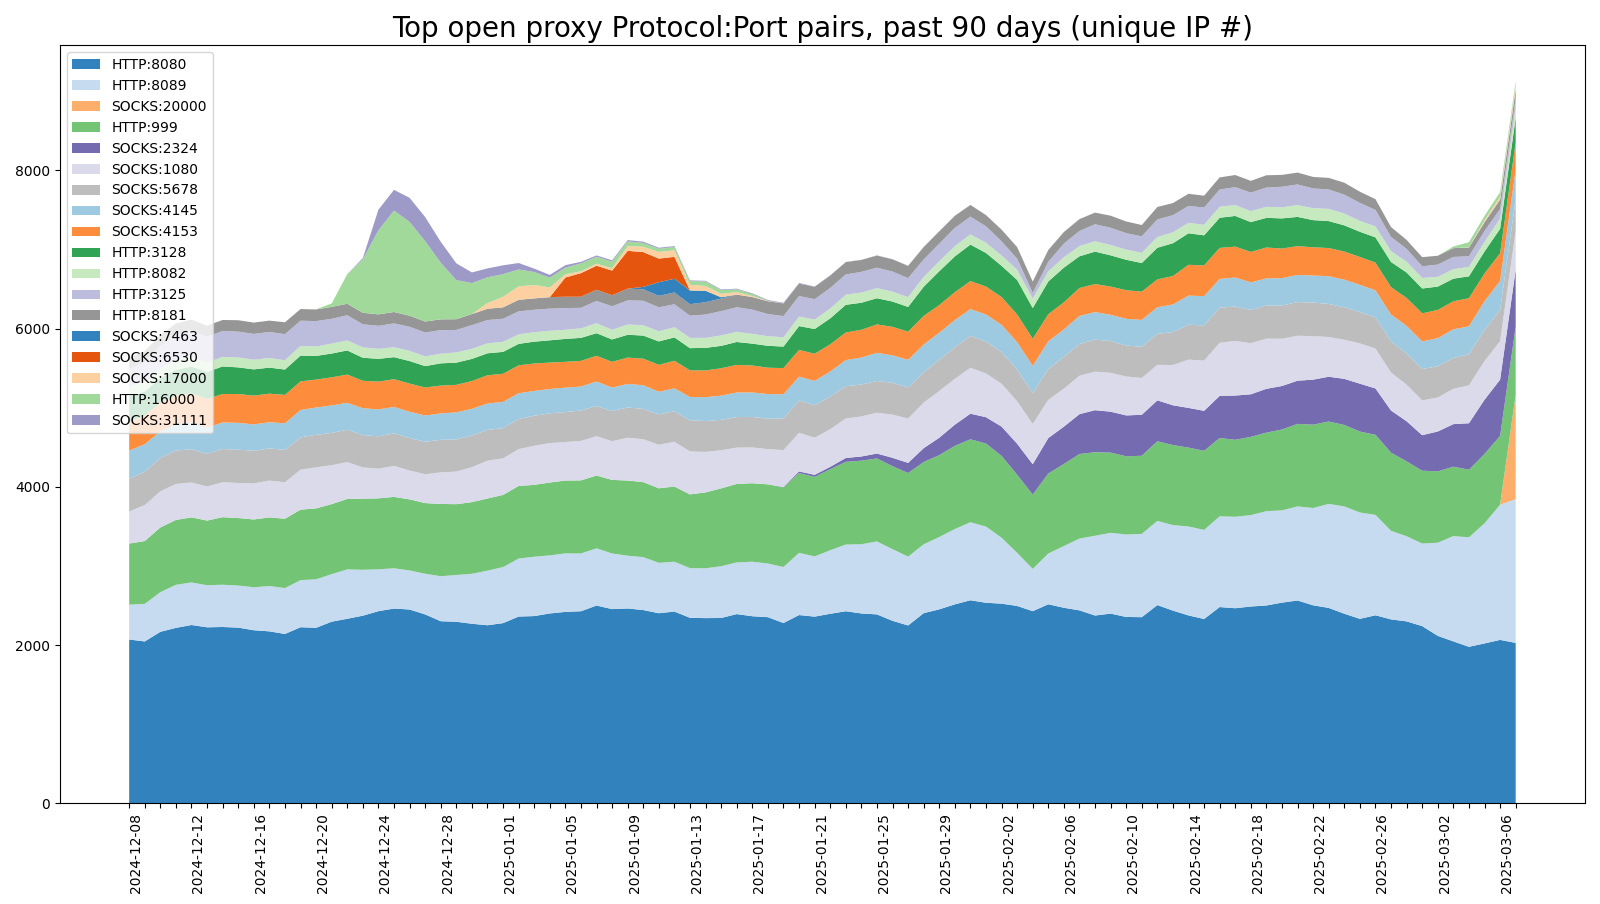 Top open proxy Protocol:Port pairs, past 90 days (unique IP #)
HTTP:8080
HTTP:8089
SOCKS:20000
HTTP:999
SOCKS:2324
SOCKS:1080
SOCKS:5678
SOCKS:4145
SOCKS:4153
HTTP:3128
HTTP:8082
HTTP:3125
HTTP:8181
SOCKS:7463
SOCKS:6530
SOCKS:17000
HTTP:16000
SOCKS:31111
8000
6000
4000
2000
0
2024-12-08
2024-12-12
2024-12-16
2024-12-20
2024-12-24
2024-12-28
2025-01-01
2025-01-05
2025-01-09
2025-01-13
2025-01-17
2025-01-21
2025-01-25
2025-01-29
2025-02-02
2025-02-06
2025-02-10
2025-02-14
2025-02-18
2025-02-22
2025-02-26
2025-03-02
2025-03-06